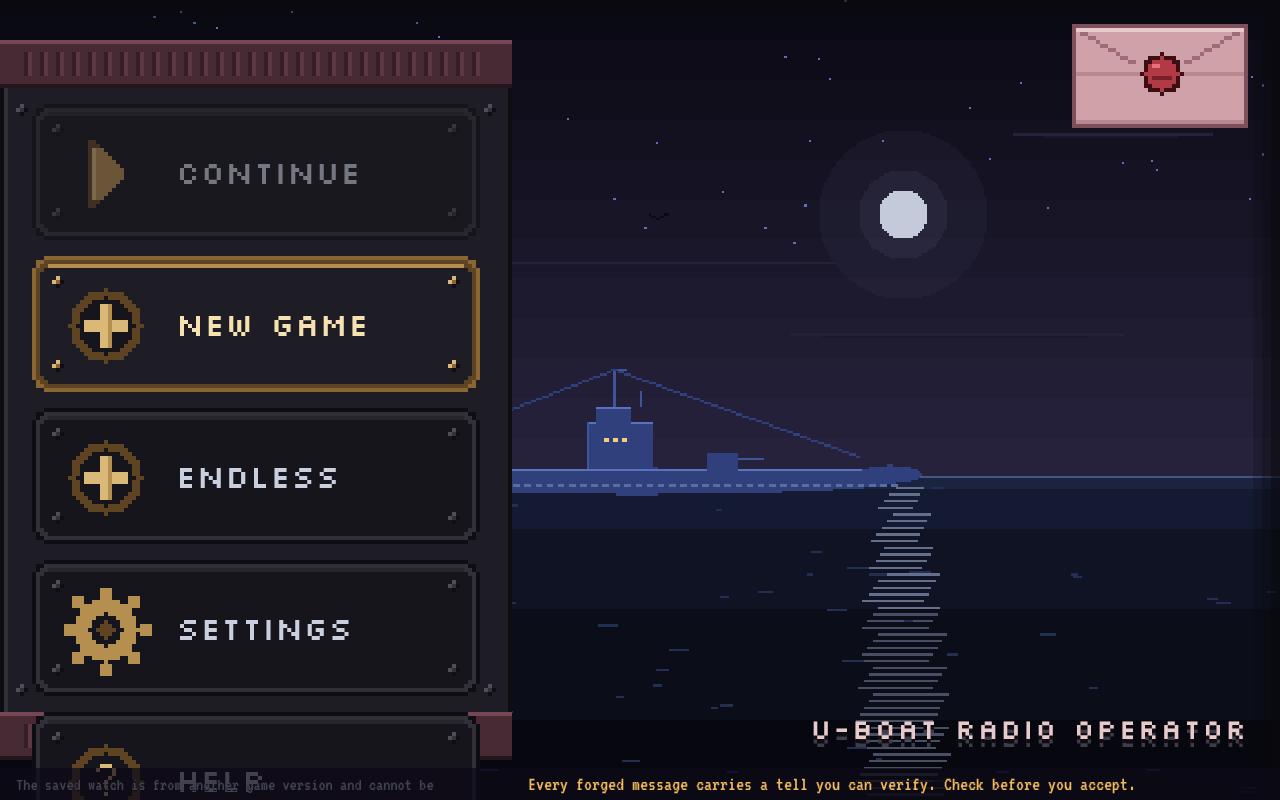 CONTINUE
NEW GAME
ENDLESS
SETTINGS
HELP
U-BOAT RADIO OPERATOR
The saved watch is from another game version and cannot be
Every forged message carries a tell you can verify. Check before you accept.